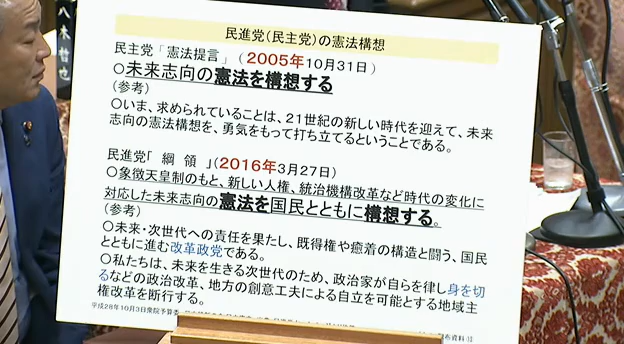 八木哲也
民進党(民主党)の憲法構想
民主党「憲法提言」(2005年10月31日)
○未来志向の憲法を構想する
(参考)
○いま、求められていることは、21世紀の新しい時代を迎えて、未来
志向の憲法構想を、勇気をもって打ち立てるということである。
民進党「綱領」(2016年3月27日)
○象徴天皇制のもと、新しい人権、統治機構改革など時代の変化に
対応した未来志向の憲法を国民とともに構想する。
(参考)
○未来・次世代への責任を果たし、既得権や癒着の構造と闘う、国民
とともに進む改革政党である。
○私たちは、未来を生きる次世代のため、政治家が自らを律し身を切
るなどの政治改革、地方の創意工夫による自立を可能とする地域主
権改革を断行する。
平成28年10月3日衆院予算委
布資料⑬